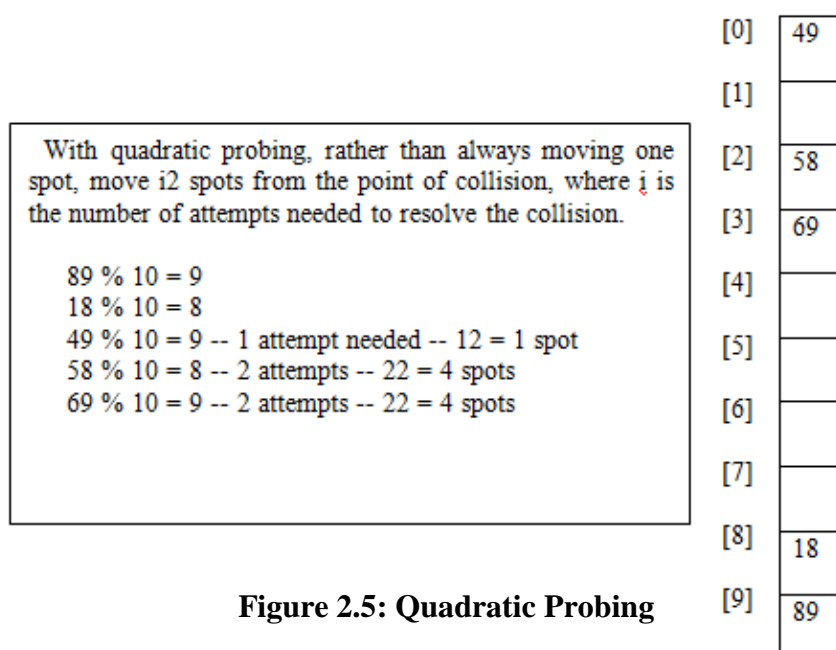 With quadratic probing, rather than always moving one
spot, move i2 spots from the point of collision, where i is
the number of attempts needed to resolve the collision.
89 % 10 = 9
18 % 10 = 8
49 % 10 = 9 -- 1 attempt needed -- 12 = 1 spot
58 % 10 = 8 -- 2 attempts -- 22 = 4 spots
69 % 10 = 9 -- 2 attempts -- 22 = 4 spots
[0] 49
[1]
[2] 58
[3] 69
[4]
[5]
[6]
[7]
[8] 18
[9] 89
Figure 2.5: Quadratic Probing